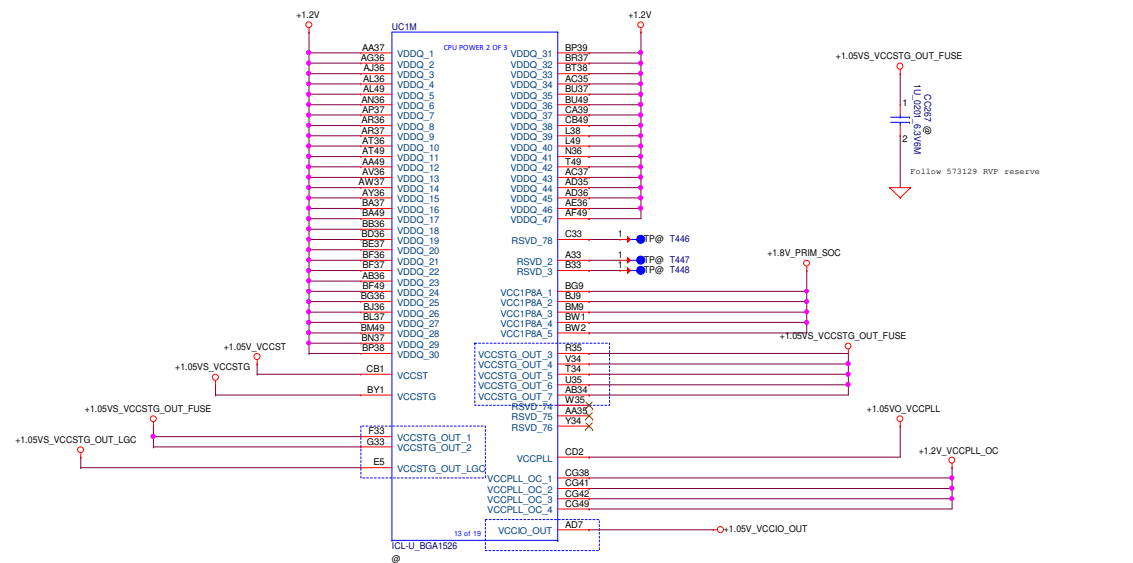 +1.2V
UC1M
+1.2V
CPU POWER 2 OF 3
AA37 VDDQ_1
AG36 VDDQ_2
AJ36 VDDQ_3
AL36 VDDQ_4
AL49 VDDQ_5
AN36 VDDQ_6
AP37 VDDQ_7
AR36 VDDQ_8
AR37 VDDQ_9
AT36 VDDQ_10
AT49 VDDQ_11
AA49 VDDQ_12
AV36 VDDQ_13
AW37 VDDQ_14
AY36 VDDQ_15
BA37 VDDQ_16
BA49 VDDQ_17
BB36 VDDQ_18
BD36 VDDQ_19
BE37 VDDQ_20
BF36 VDDQ_21
BF37 VDDQ_22
AB36 VDDQ_23
BF49 VDDQ_24
BG36 VDDQ_25
BJ36 VDDQ_26
BL37 VDDQ_27
BM49 VDDQ_28
BN37 VDDQ_29
BP38 VDDQ_30
+1.05V_VCCST
CB1 VCCST
+1.05VS_VCCSTG
BY1 VCCSTG
+1.05VS_VCCSTG_OUT_FUSE
F33 VCCSTG_OUT_1
G33 VCCSTG_OUT_2
+1.05VS_VCCSTG_OUT_LGC
E5 VCCSTG_OUT_LGC
VDDQ_31 BP39
VDDQ_32 BR37
VDDQ_33 BT38
VDDQ_34 AC35
VDDQ_35 BU37
VDDQ_36 BU49
VDDQ_37 CA39
VDDQ_38 CB49
VDDQ_39 L38
VDDQ_40 L49
VDDQ_41 N36
VDDQ_42 T49
VDDQ_43 AC37
VDDQ_44 AD35
VDDQ_45 AD36
VDDQ_46 AE36
VDDQ_47 AF49
RSVD_78 C33 1 TP@ T446
RSVD_2 A33 1 TP@ T447
RSVD_3 B33 1 TP@ T448
+1.8V_PRIM_SOC
VCC1P8A_1 BG9
VCC1P8A_2 BJ9
VCC1P8A_3 BM9
VCC1P8A_4 BW1
VCC1P8A_5 BW2
+1.05VS_VCCSTG_OUT_FUSE
VCCSTG_OUT_3 R35
VCCSTG_OUT_4 V34
VCCSTG_OUT_5 T34
VCCSTG_OUT_6 U35
VCCSTG_OUT_7 AB34
RSVD_74 W35
RSVD_75 AA35
RSVD_76 Y34
+1.05VO_VCCPLL
VCCPLL CD2
+1.2V_VCCPLL_OC
VCCPLL_OC_1 CG38
VCCPLL_OC_2 CG41
VCCPLL_OC_3 CG42
VCCPLL_OC_4 CG49
VCCIO_OUT AD7
+1.05V_VCCIO_OUT
13 of 19
ICL-U_BGA1526
@
+1.05VS_VCCSTG_OUT_FUSE
1
2
CC267 @
1U_0201_6.3V6M
Follow 573129 RVP reserve